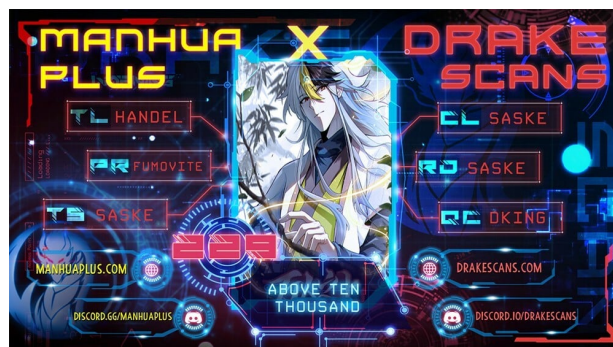 MANHUA X DRAKE
PLUS SCANS
TL HANDEL
CL SASKE
PR FUMOVITE
RD SASKE
TS SASKE
QC DKING
MANHUAPLUS.COM
DRAKESCANS.COM
ABOVE TEN
THOUSAND
DISCORD.GG/MANHUAPLUS
DISCORD.IO/DRAKESCANS